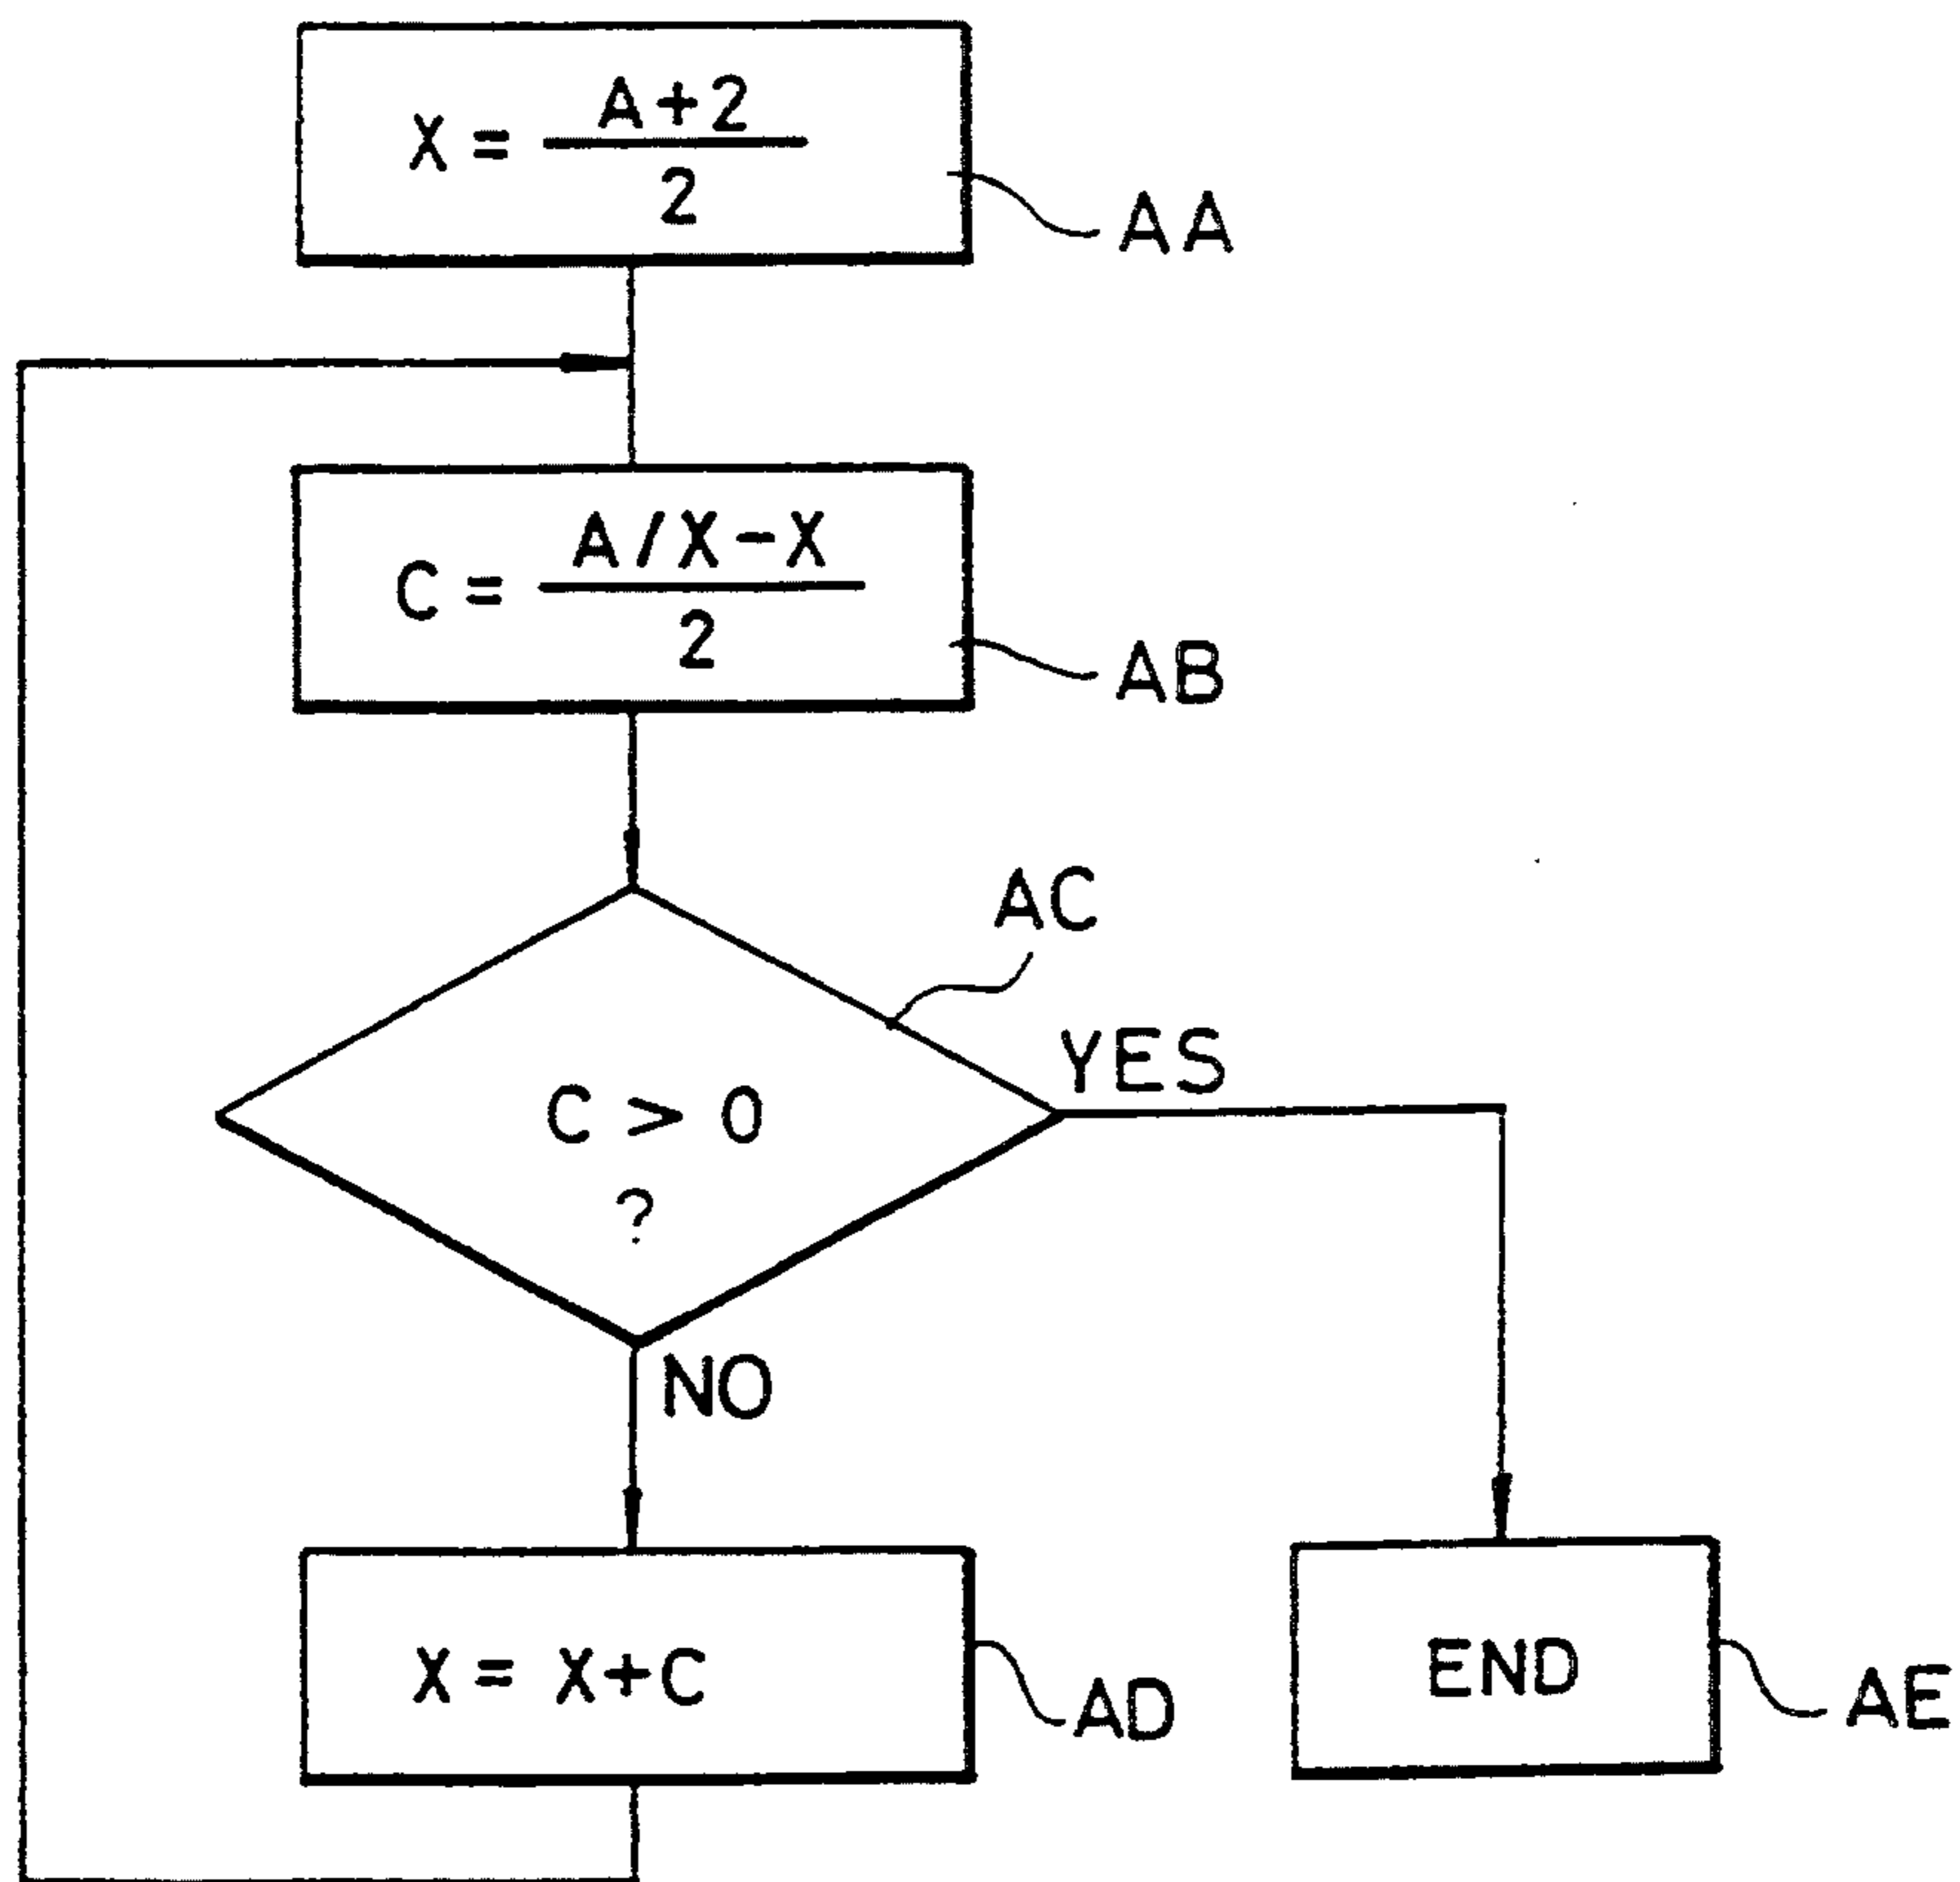 X = A+2
2
AA
C = A/X-X
2
AB
AC
YES
C > 0
?
NO
X = X+C
AD
END
AE